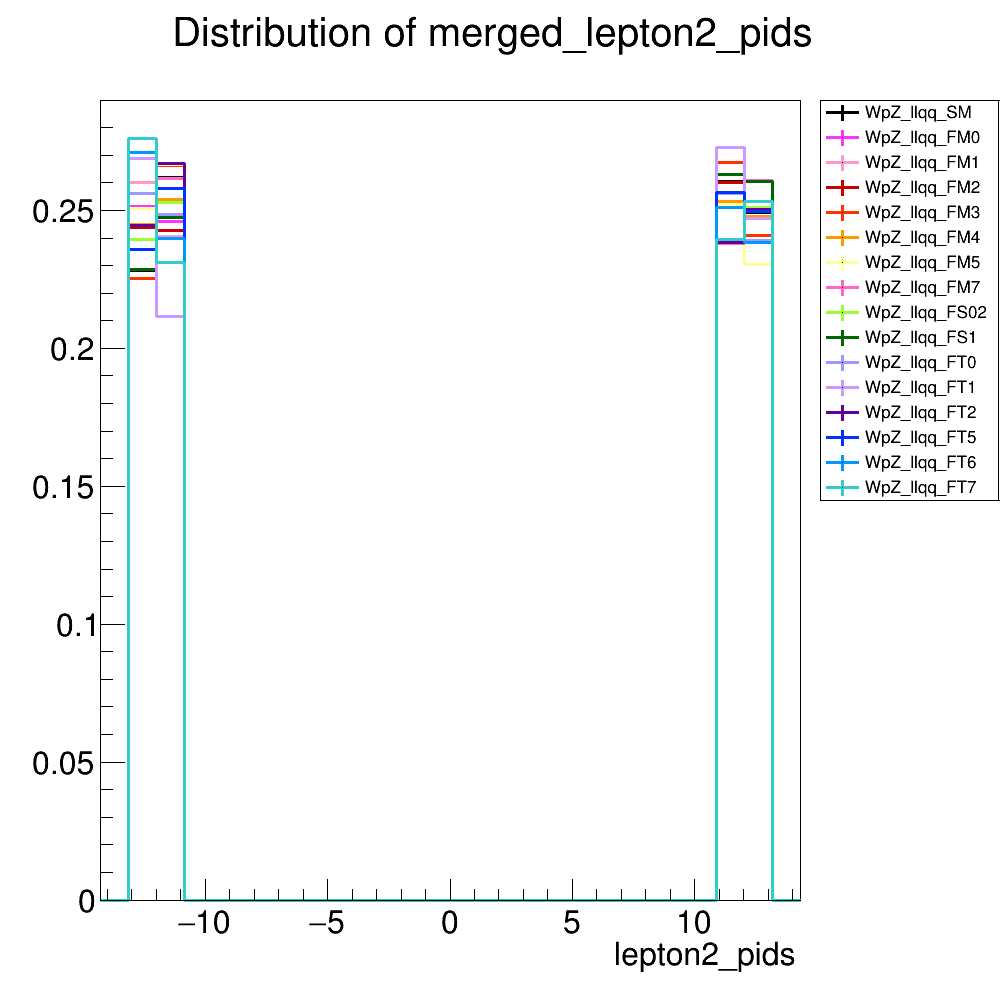 Distribution of merged_lepton2_pids
WpZ_llqq_SM
WpZ_llqq_FM0
WpZ_llqq_FM1
WpZ_llqq_FM2
WpZ_llqq_FM3
WpZ_llqq_FM4
WpZ_llqq_FM5
WpZ_llqq_FM7
WpZ_llqq_FS02
WpZ_llqq_FS1
WpZ_llqq_FT0
WpZ_llqq_FT1
WpZ_llqq_FT2
WpZ_llqq_FT5
WpZ_llqq_FT6
WpZ_llqq_FT7
0.25
0.2
0.15
0.1
0.05
0
−10 −5 0 5 10
lepton2_pids